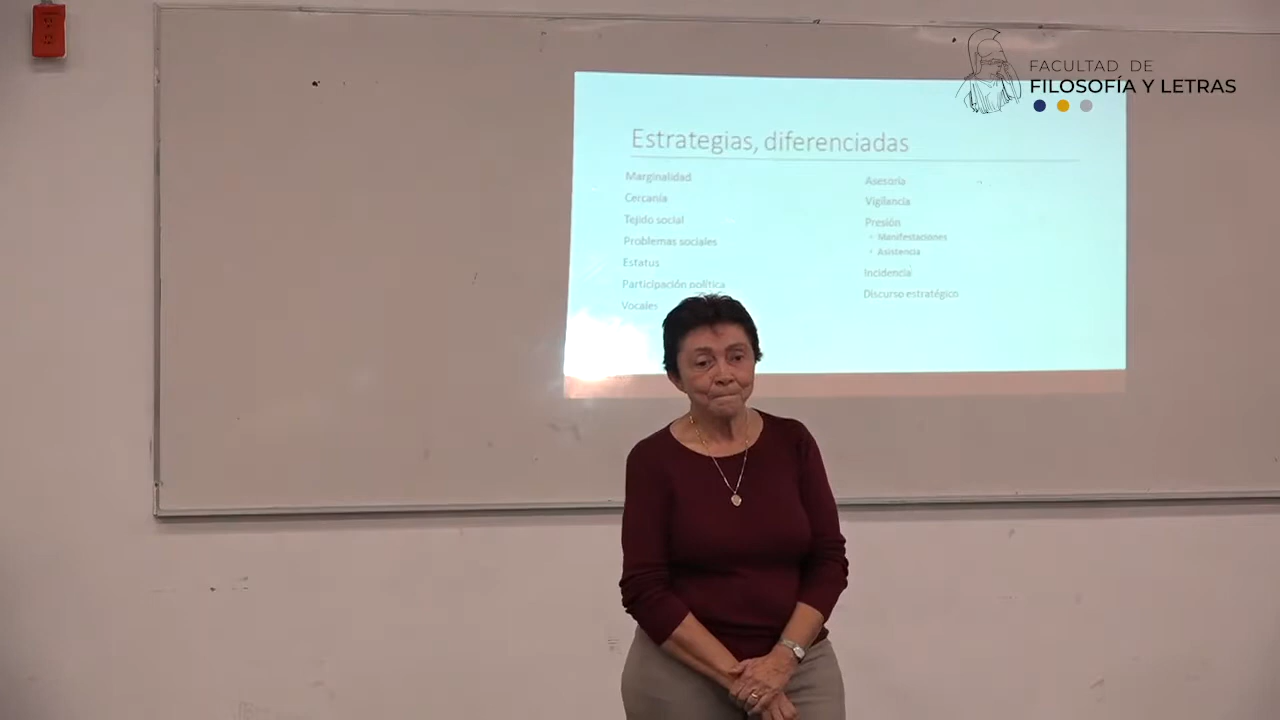 FACULTAD DE
FILOSOFÍA Y LETRAS
Estrategias, diferenciadas
Marginalidad
Cercanía
Tejido social
Problemas sociales
Estatus
Participación política
Vocales
Asesoría
Vigilancia
Presión
• Manifestaciones
• Asistencia
Incidencia
Discurso estratégico